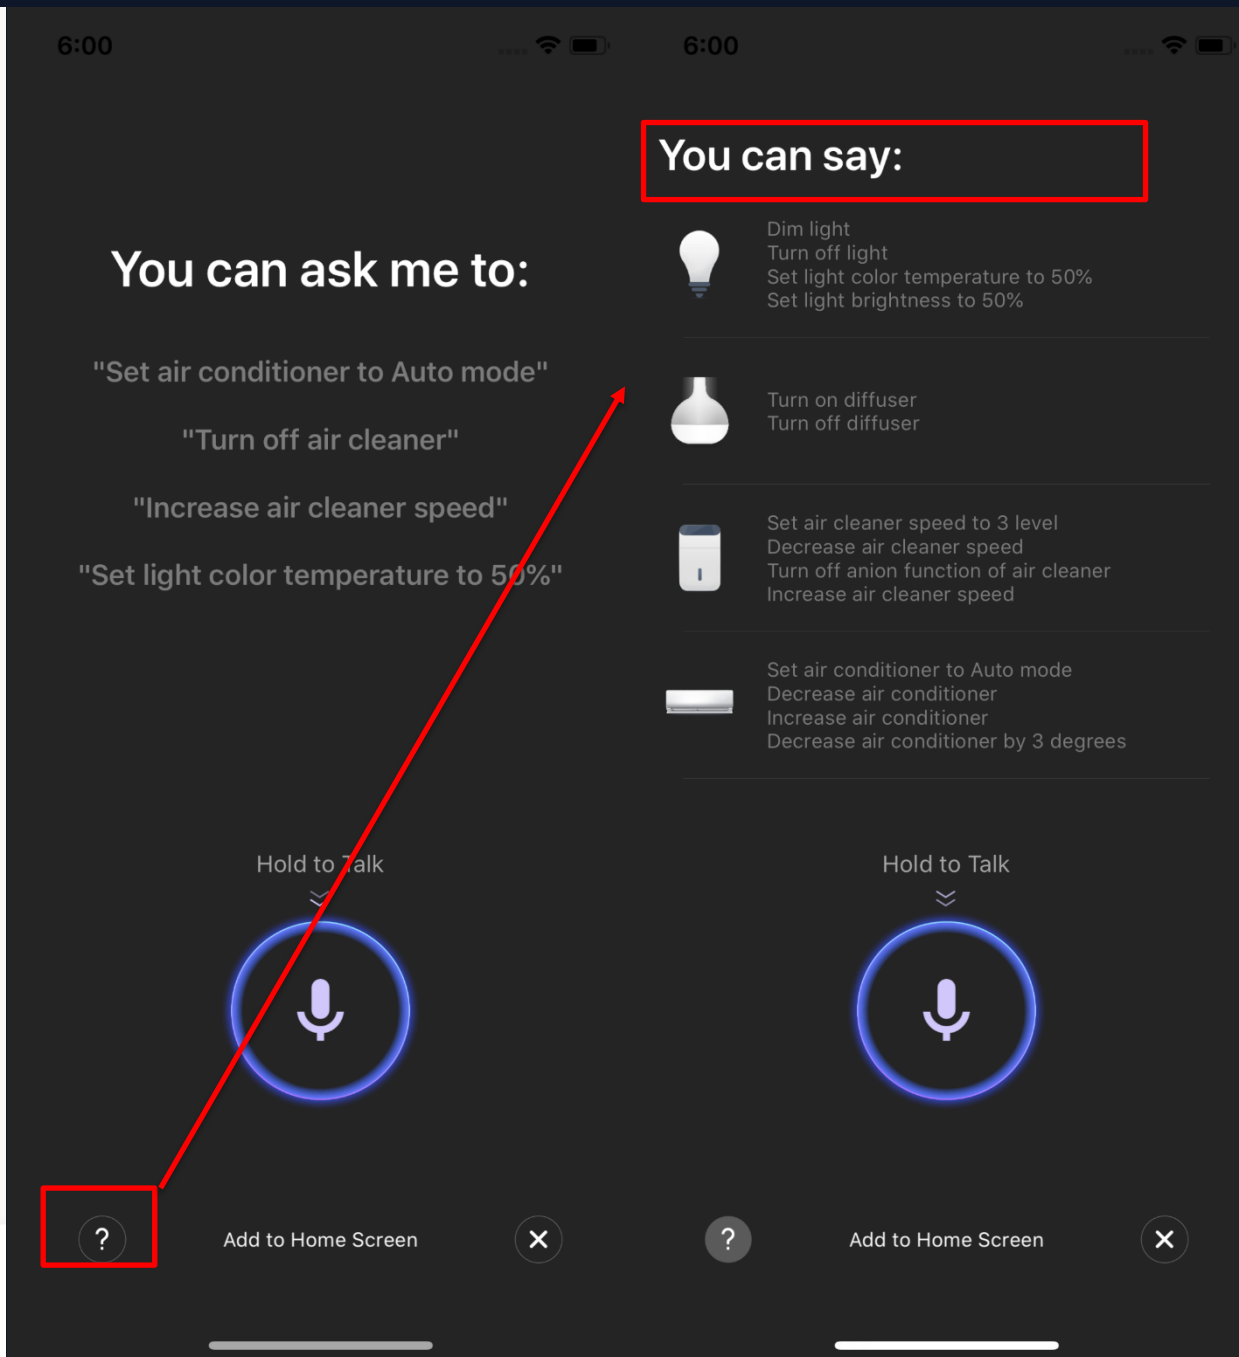 6:00
You can ask me to:
"Set air conditioner to Auto mode"
"Turn off air cleaner"
"Increase air cleaner speed"
"Set light color temperature to 50%"
Hold to Talk
?
Add to Home Screen
6:00
You can say:
Dim light
Turn off light
Set light color temperature to 50%
Set light brightness to 50%
Turn on diffuser
Turn off diffuser
Set air cleaner speed to 3 level
Decrease air cleaner speed
Turn off anion function of air cleaner
Increase air cleaner speed
Set air conditioner to Auto mode
Decrease air conditioner
Increase air conditioner
Decrease air conditioner by 3 degrees
Hold to Talk
?
Add to Home Screen